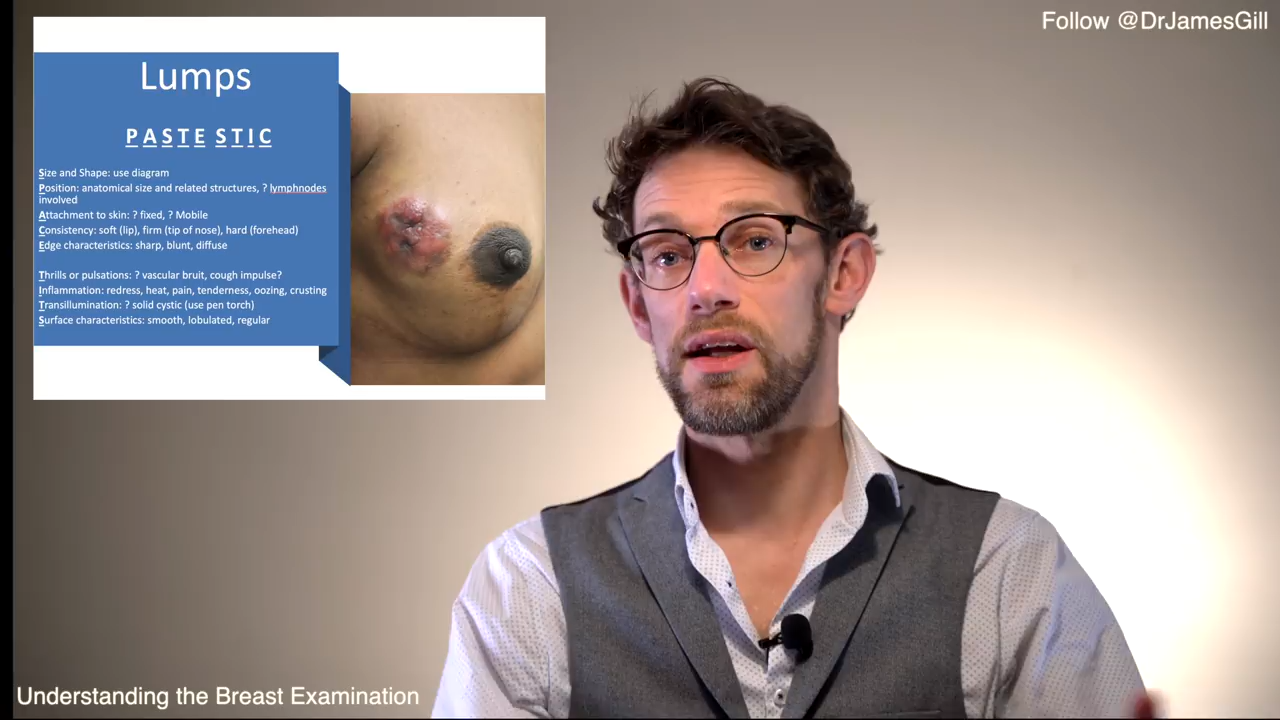 Follow @DrJamesGill
Lumps
PASTE STIC
Size and Shape: use diagram
Position: anatomical size and related structures, ? lymphnodes
involved
Attachment to skin: ? fixed, ? Mobile
Consistency: soft (lip), firm (tip of nose), hard (forehead)
Edge characteristics: sharp, blunt, diffuse
Thrills or pulsations: ? vascular bruit, cough impulse?
Inflammation: redress, heat, pain, tenderness, oozing, crusting
Transillumination: ? solid cystic (use pen torch)
Surface characteristics: smooth, lobulated, regular
Understanding the Breast Examination